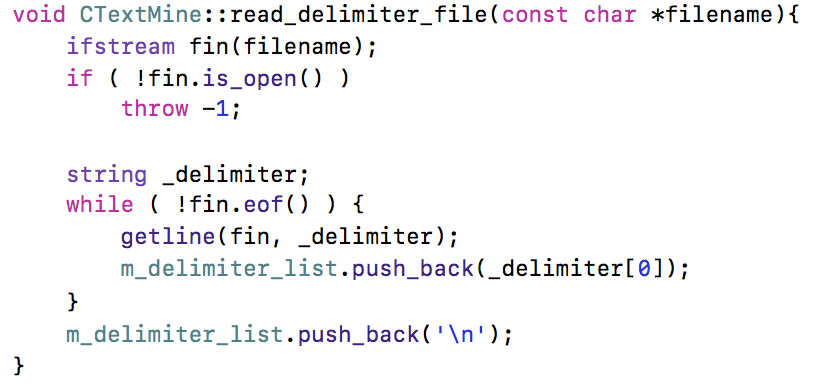 void CTextMine::read_delimiter_file(const char *filename){
    ifstream fin(filename);
    if ( !fin.is_open() )
        throw -1;

    string _delimiter;
    while ( !fin.eof() ) {
        getline(fin, _delimiter);
        m_delimiter_list.push_back(_delimiter[0]);
    }
    m_delimiter_list.push_back('\n');
}